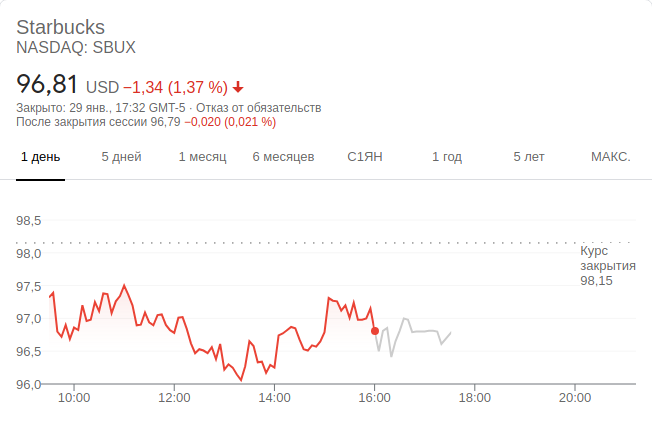 Starbucks
NASDAQ: SBUX
96,81 USD −1,34 (1,37 %)
Закрыто: 29 янв., 17:32 GMT-5 · Отказ от обязательств
После закрытия сессии 96,79 −0,020 (0,021 %)
1 день 5 дней 1 месяц 6 месяцев С1ЯН 1 год 5 лет МАКС.
98,5
98,0
97,5
97,0
96,5
96,0
Курс
закрытия
98,15
10:00 12:00 14:00 16:00 18:00 20:00